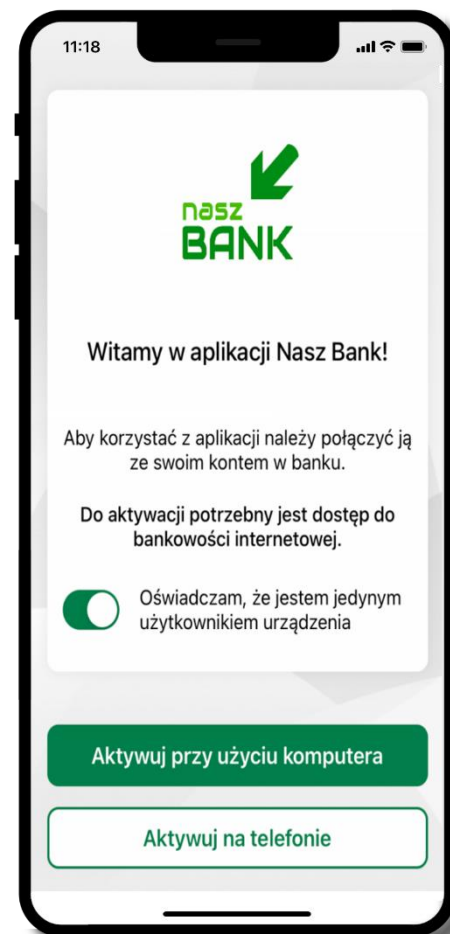 11:18
nasz
BANK
Witamy w aplikacji Nasz Bank!
Aby korzystać z aplikacji należy połączyć ją
ze swoim kontem w banku.
Do aktywacji potrzebny jest dostęp do
bankowości internetowej.
Oświadczam, że jestem jedynym
użytkownikiem urządzenia
Aktywuj przy użyciu komputera
Aktywuj na telefonie